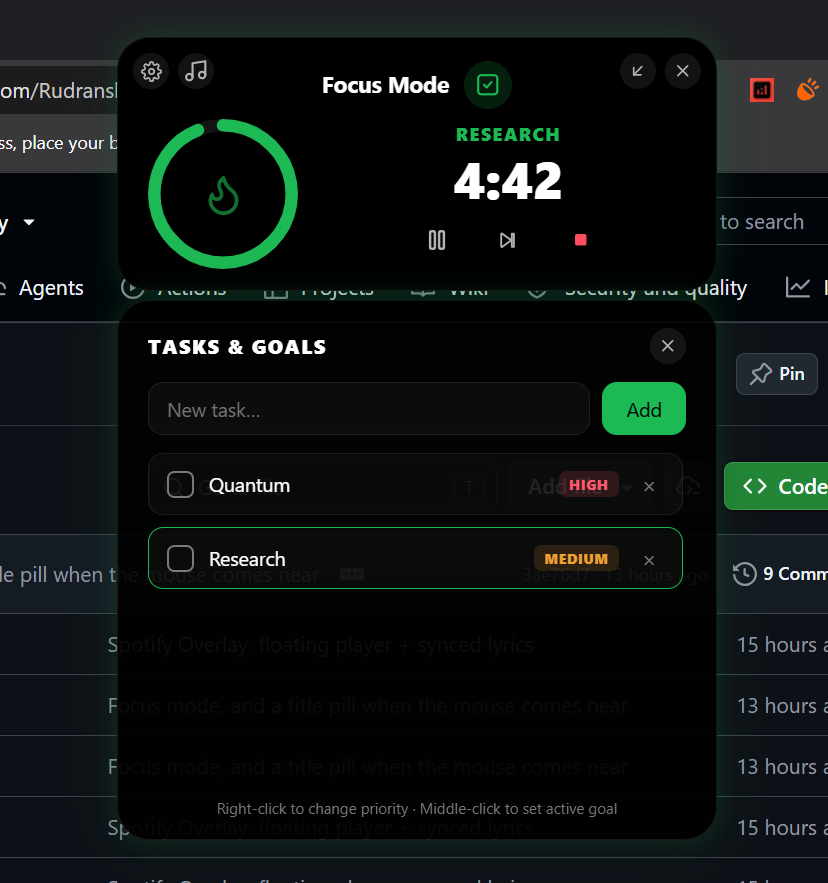 om/Rudransh
Focus Mode
ss, place your b
RESEARCH
4:42
y
to search
Agents
Actions
Projects
Wiki
Security and quality
TASKS & GOALS
Pin
New task...
Add
Quantum
Add file
HIGH
T
Code
Research
MEDIUM
le pill when the mouse comes near
3ae76d7
13 hours ago
9 Comm
Spotify Overlay: floating player + synced lyrics
15 hours a
Focus mode, and a title pill when the mouse comes near
13 hours a
Focus mode, and a title pill when the mouse comes near
13 hours a
Right-click to change priority · Middle-click to set active goal
Spotify Overlay: floating player + synced lyrics
15 hours a